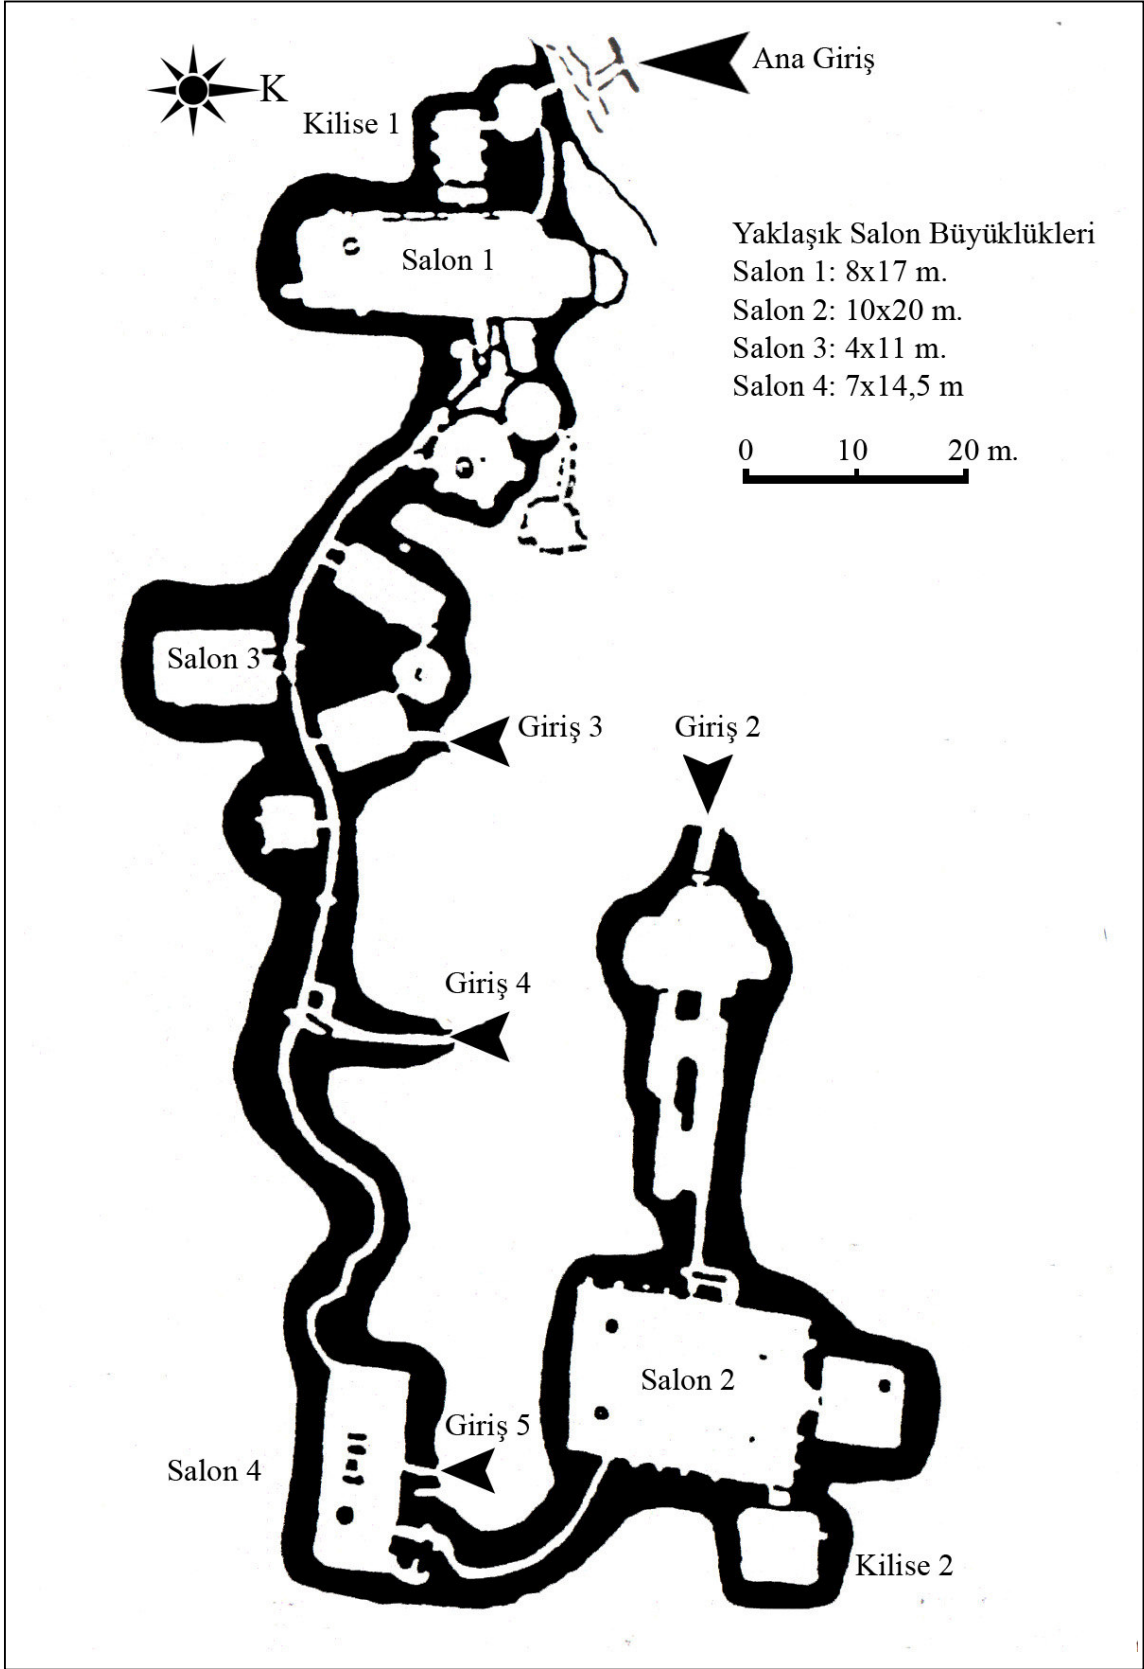 Ana Giriş
K
Kilise 1
Salon 1
Yaklaşık Salon Büyüklükleri
Salon 1: 8x17 m.
Salon 2: 10x20 m.
Salon 3: 4x11 m.
Salon 4: 7x14,5 m
0 10 20 m.
Salon 3
Giriş 3
Giriş 2
Giriş 4
Salon 2
Giriş 5
Salon 4
Kilise 2